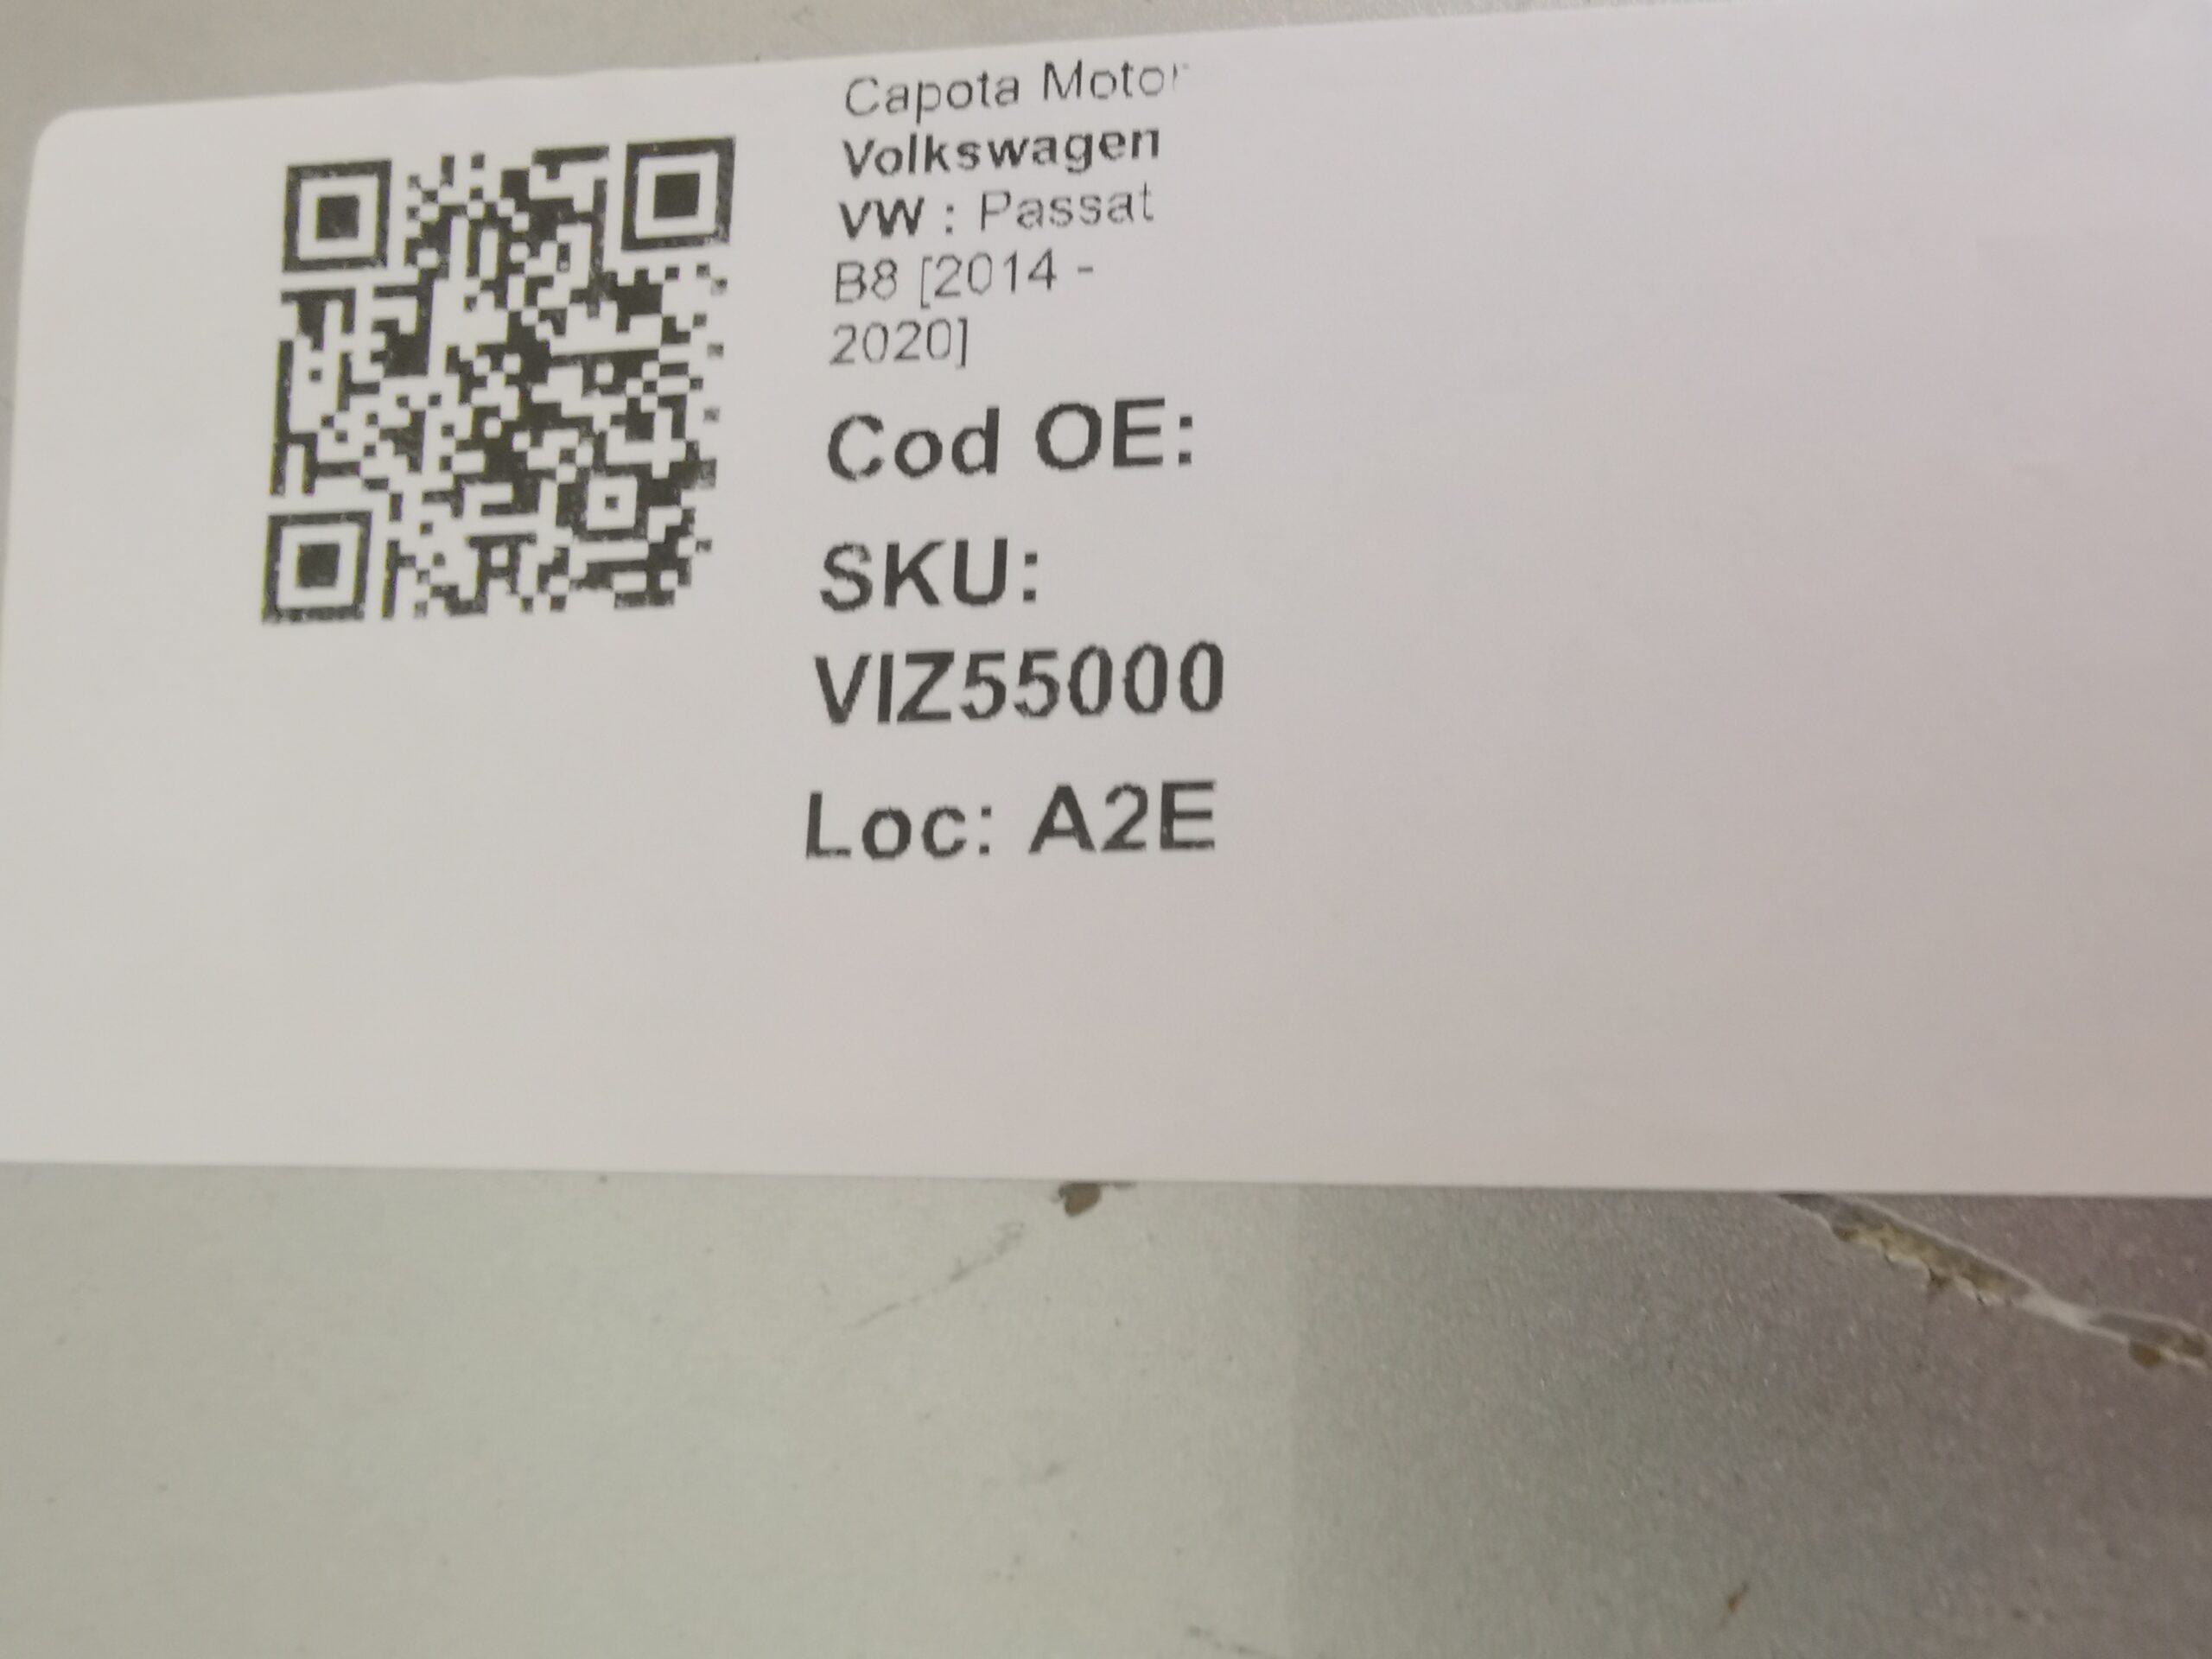 Capota Motor
Volkswagen
VW : Passat
B8 [2014 -
2020]
Cod OE:
SKU:
VIZ55000
Loc: A2E